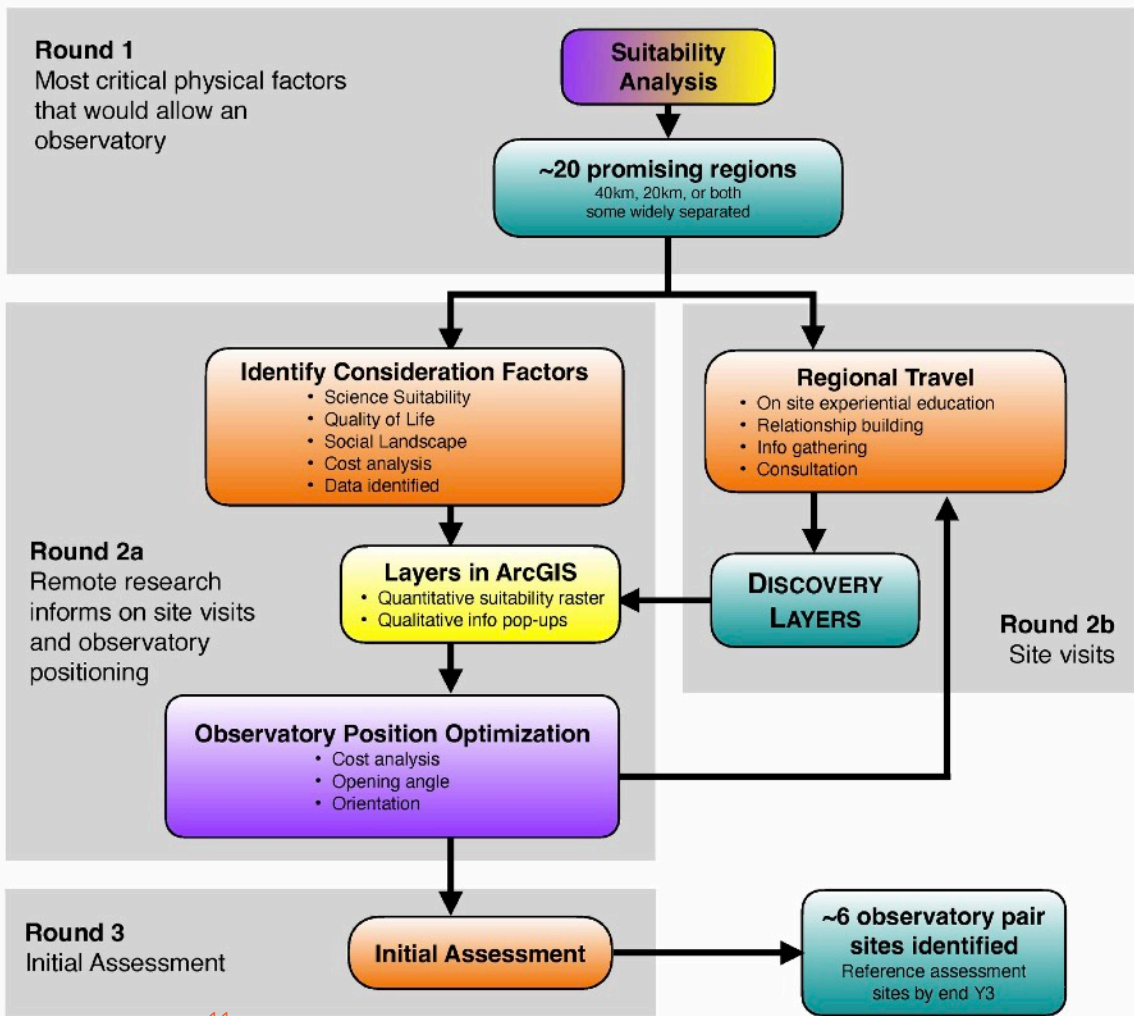 Round 1
Most critical physical factors
that would allow an
observatory
Suitability
Analysis
~20 promising regions
40km, 20km, or both
some widely separated
Identify Consideration Factors
• Science Suitability
• Quality of Life
• Social Landscape
• Cost analysis
• Data identified
Regional Travel
• On site experiential education
• Relationship building
• Info gathering
• Consultation
Round 2a
Remote research
informs on site visits
and observatory
positioning
Layers in ArcGIS
• Quantitative suitability raster
• Qualitative info pop-ups
DISCOVERY
LAYERS
Round 2b
Site visits
Observatory Position Optimization
• Cost analysis
• Opening angle
• Orientation
Round 3
Initial Assessment
Initial Assessment
~6 observatory pair
sites identified
Reference assessment
sites by end Y3